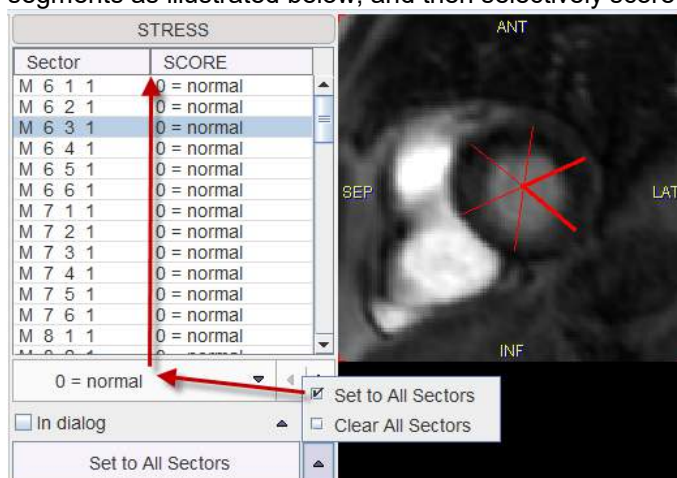 segments as illustrated below, and then selectively score
STRESS
Sector SCORE
M 6 1 1 0 = normal
M 6 2 1 0 = normal
M 6 3 1 0 = normal
M 6 4 1 0 = normal
M 6 5 1 0 = normal
M 6 6 1 0 = normal
M 7 1 1 0 = normal
M 7 2 1 0 = normal
M 7 3 1 0 = normal
M 7 4 1 0 = normal
M 7 5 1 0 = normal
M 7 6 1 0 = normal
M 8 1 1 0 = normal
0 = normal
In dialog
Set to All Sectors
Set to All Sectors
Clear All Sectors
ANT
SEP
LAT
INF